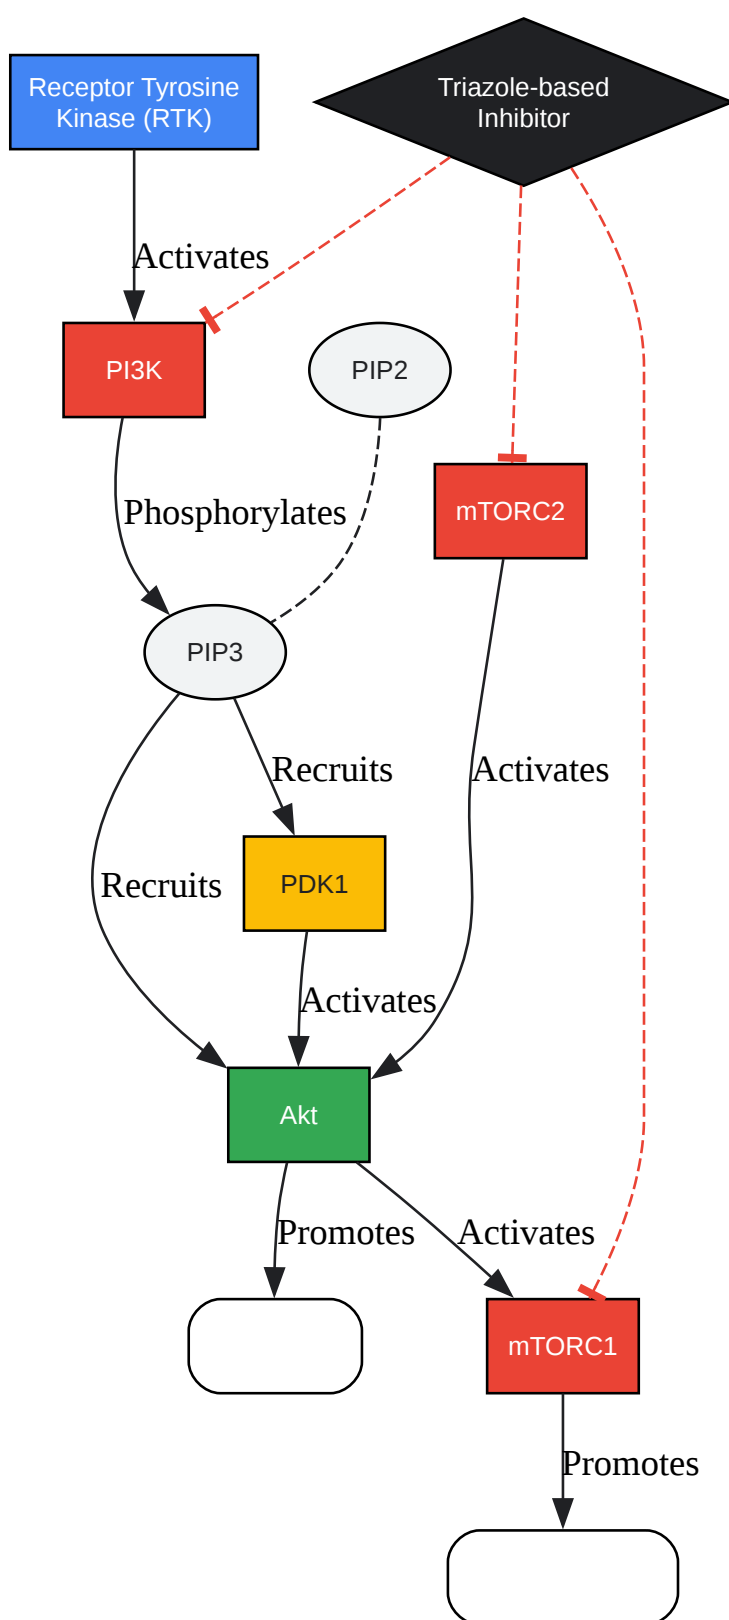 Receptor Tyrosine
Kinase (RTK)
Triazole-based
Inhibitor
Activates
PI3K
PIP2
Phosphorylates
mTORC2
PIP3
Recruits
Activates
Recruits
PDK1
Activates
Akt
Promotes
Activates
mTORC1
Promotes